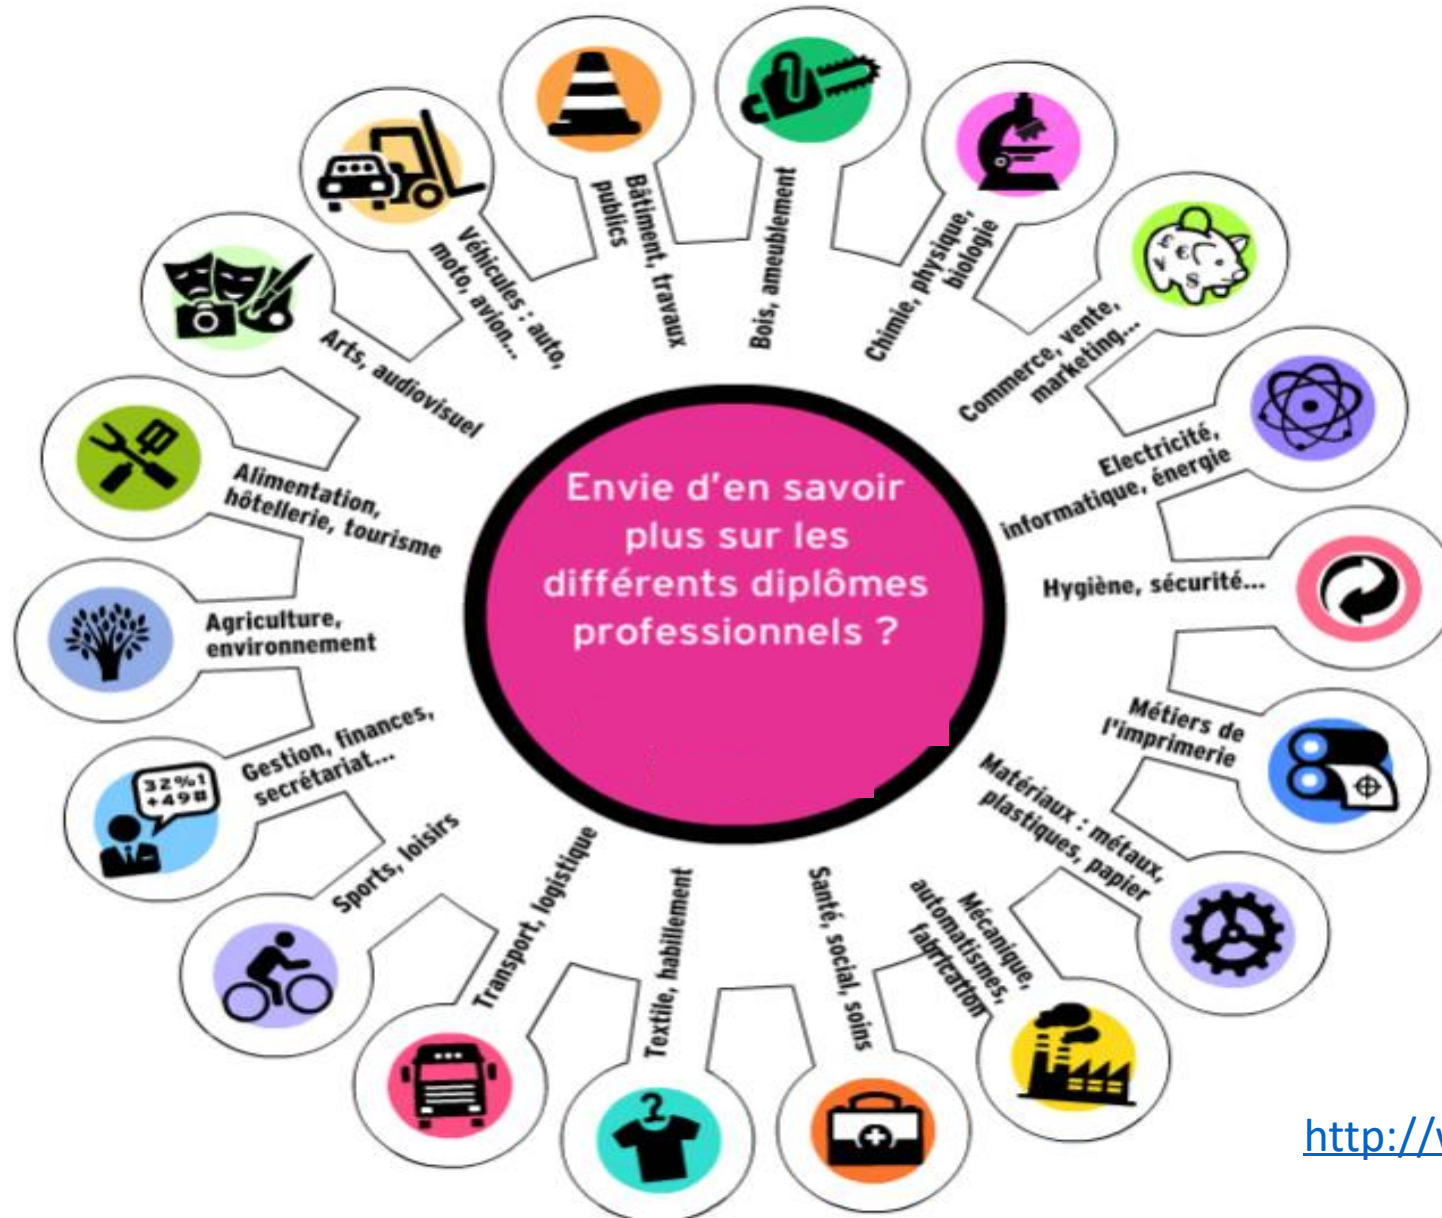 Envie d'en savoir
plus sur les
différents diplômes
professionnels ?
Bâtiment, travaux
publics
Bois, ameublement
Chimie, physique,
biologie
Commerce, vente,
marketing...
Electricité,
informatique, énergie
Hygiène, sécurité...
Métiers de
l'imprimerie
Matériaux : métaux,
plastiques, papier
Mécanique,
automatismes,
fabrication
Santé, social, soins
Textile, habillement
Transport, logistique
Sports, loisirs
Gestion, finances,
secrétariat...
32%1
+49#
Agriculture,
environnement
Alimentation,
hôtellerie, tourisme
Arts, audiovisuel
Véhicules : auto,
moto, avion...
http://